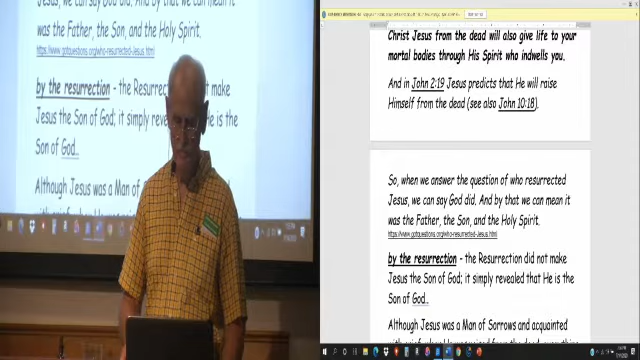 Jesus, we can say God did. And by that we can mean it
was the Father, the Son, and the Holy Spirit.
https://www.gotquestions.org/who-resurrected-Jesus.html
by the resurrection - the Resurrec
not make
Jesus the Son of God; it simply revea
He is the
Son of God..
Although Jesus was a Man of
Christ Jesus from the dead will also give life to your
mortal bodies through His Spirit who indwells you.
And in John 2:19 Jesus predicts that He will raise
Himself from the dead (see also John 10:18).
So, when we answer the question of who resurrected
Jesus, we can say God did. And by that we can mean it
was the Father, the Son, and the Holy Spirit.
https://www.gotquestions.org/who-resurrected-Jesus.html
by the resurrection - the Resurrection did not make
Jesus the Son of God; it simply revealed that He is the
Son of God..
Although Jesus was a Man of Sorrows and acquainted